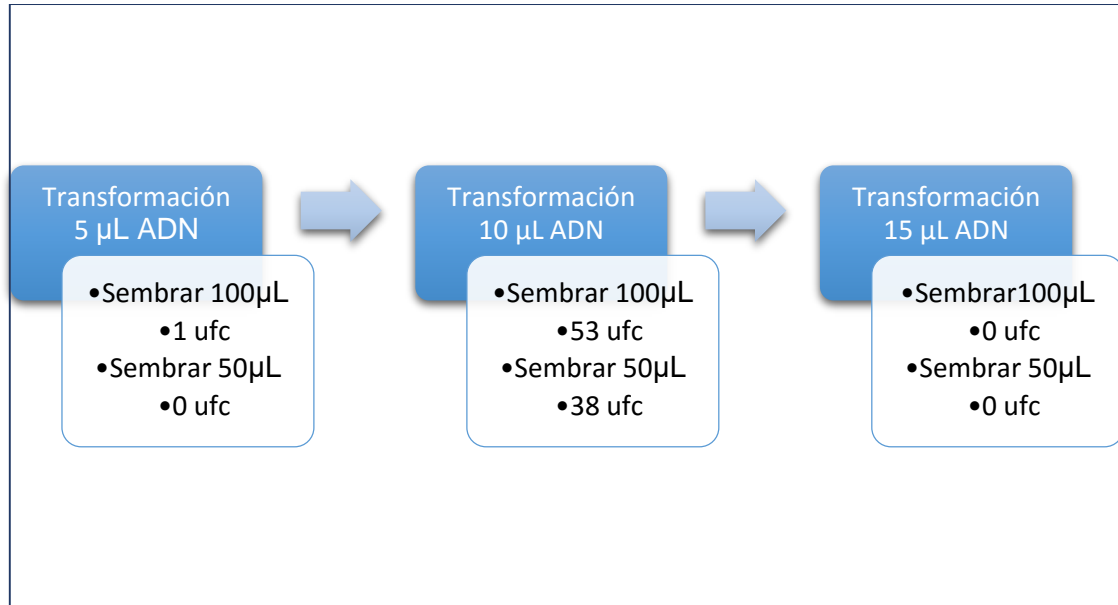 Transformación
5 µL ADN
•Sembrar 100µL
•1 ufc
•Sembrar 50µL
•0 ufc
Transformación
10 µL ADN
•Sembrar 100µL
•53 ufc
•Sembrar 50µL
•38 ufc
Transformación
15 µL ADN
•Sembrar100µL
•0 ufc
•Sembrar 50µL
•0 ufc